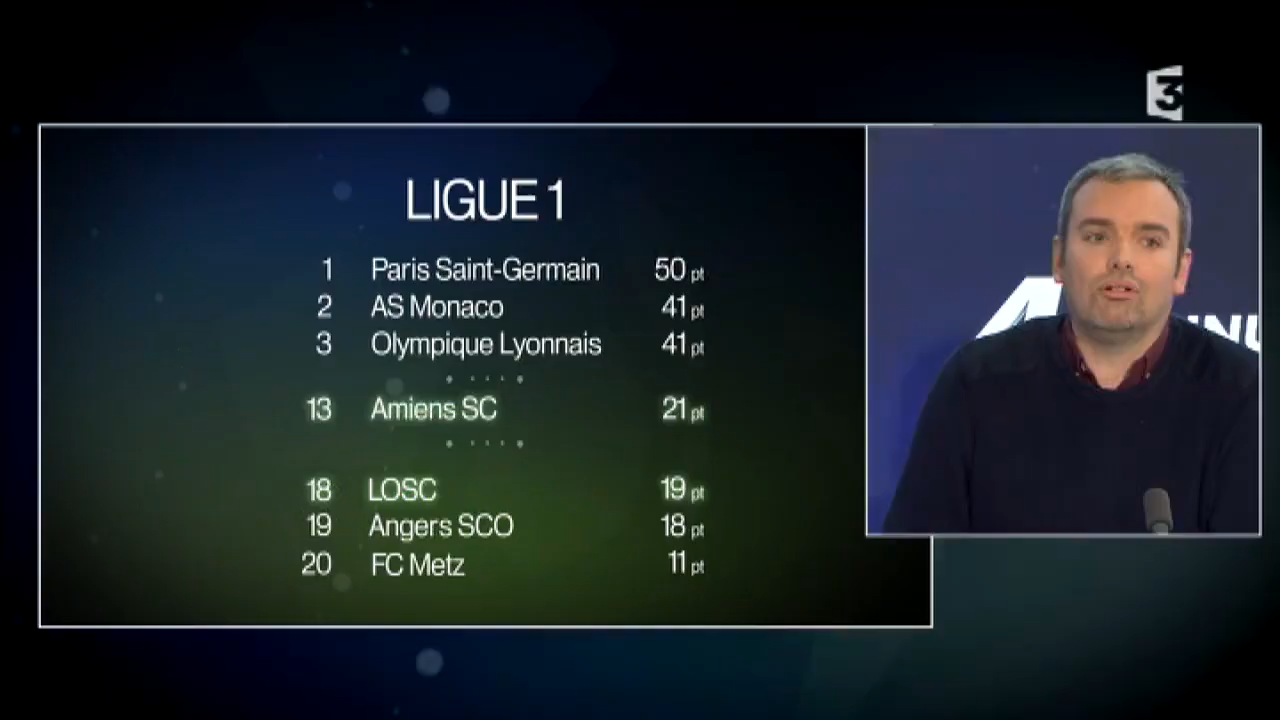 3
LIGUE 1
1 Paris Saint-Germain 50 pt
2 AS Monaco 41 pt
3 Olympique Lyonnais 41 pt
13 Amiens SC 21 pt
18 LOSC 19 pt
19 Angers SCO 18 pt
20 FC Metz 11 pt